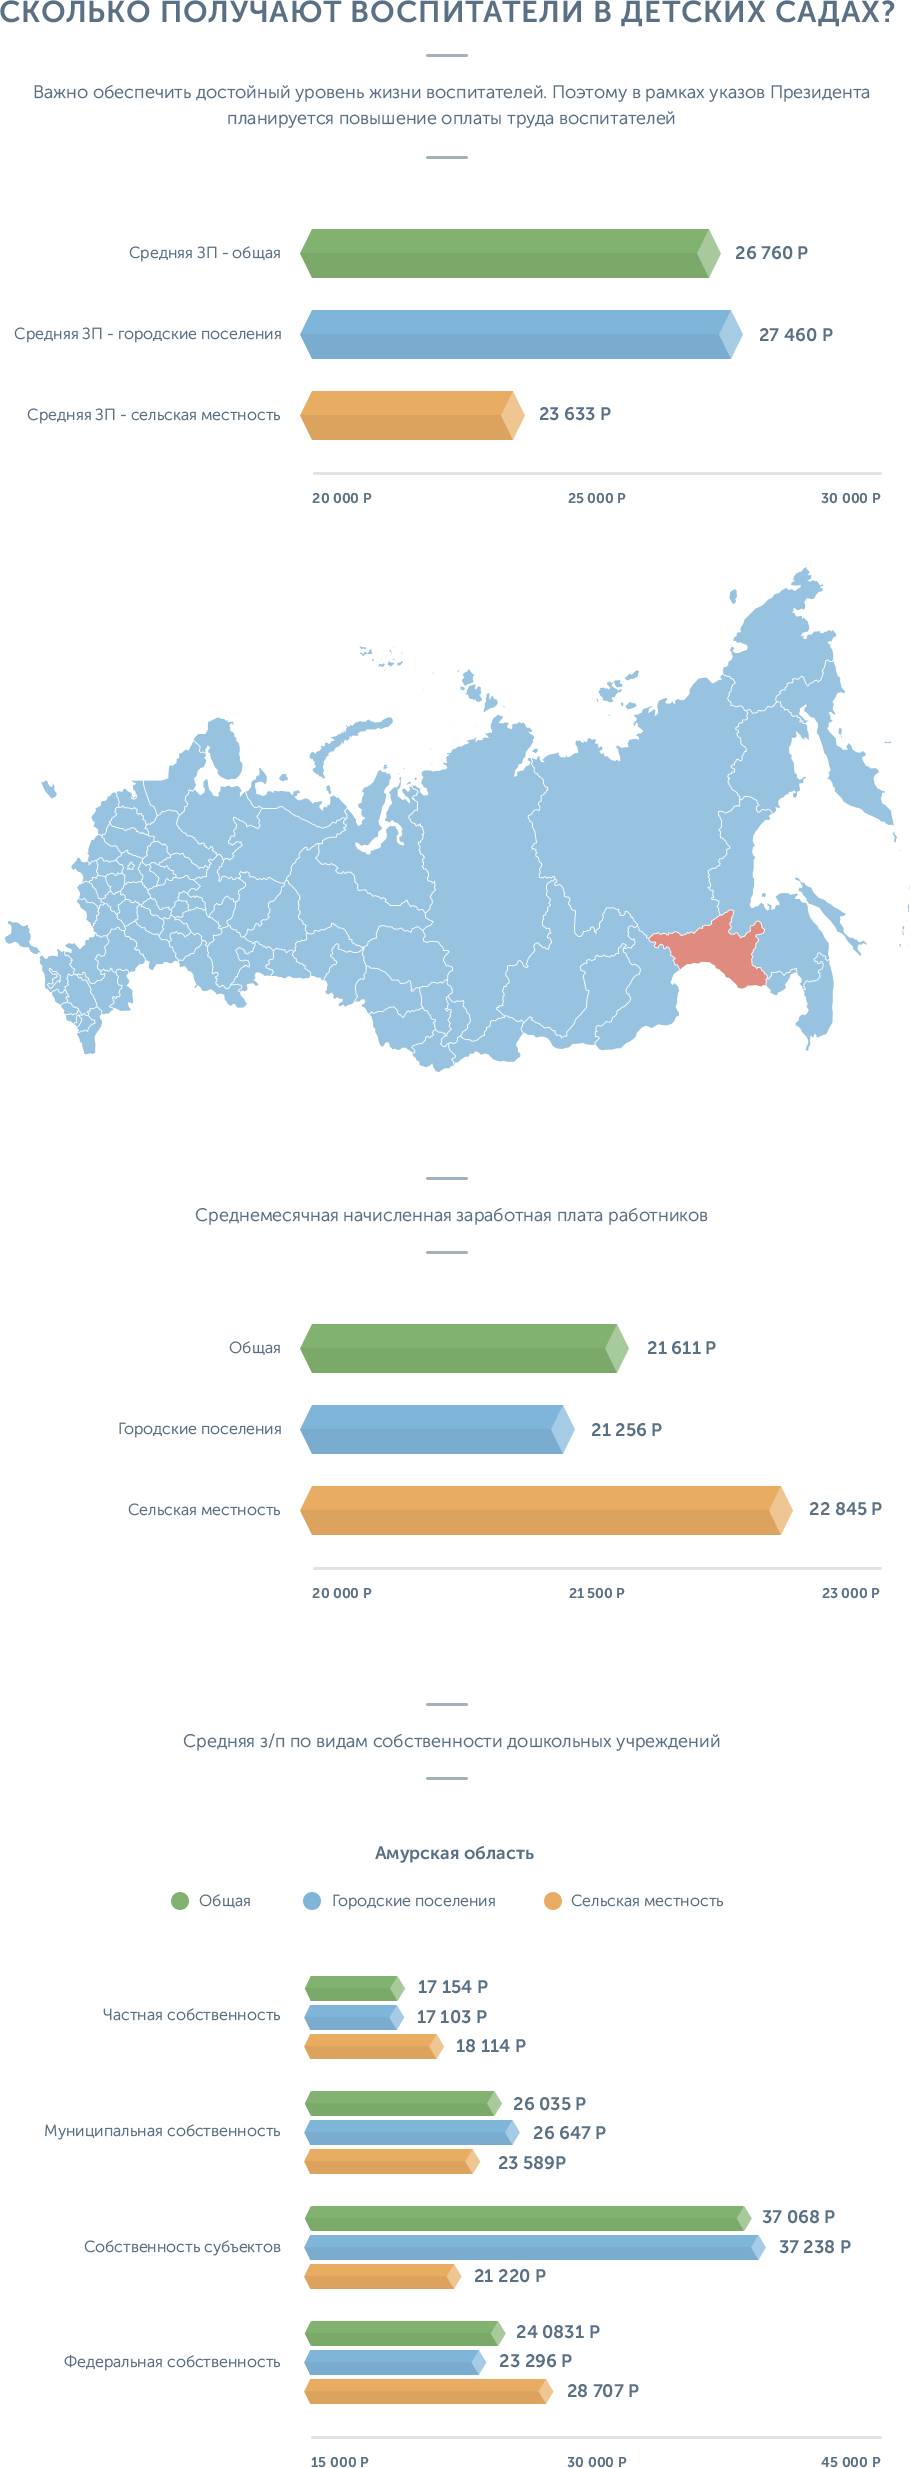 СКОЛЬКО ПОЛУЧАЮТ ВОСПИТАТЕЛИ В ДЕТСКИХ САДАХ?
Важно обеспечить достойный уровень жизни воспитателей. Поэтому в рамках указов Президента
планируется повышение оплаты труда воспитателей
Средняя ЗП - общая
26 760 Р
Средняя ЗП - городские поселения
27 460 Р
Средняя ЗП - сельская местность
23 633 Р
20 000 Р
25 000 Р
30 000 Р
Среднемесячная начисленная заработная плата работников
Общая
21 611 Р
Городские поселения
21 256 Р
Сельская местность
22 845 Р
20 000 Р
21 500 Р
23 000 Р
Средняя з/п по видам собственности дошкольных учреждений
Амурская область
Общая
Городские поселения
Сельская местность
Частная собственность
17 154 Р
17 103 Р
18 114 Р
Муниципальная собственность
26 035 Р
26 647 Р
23 589Р
Собственность субъектов
37 068 Р
37 238 Р
21 220 Р
Федеральная собственность
24 0831 Р
23 296 Р
28 707 Р
15 000 Р
30 000 Р
45 000 Р